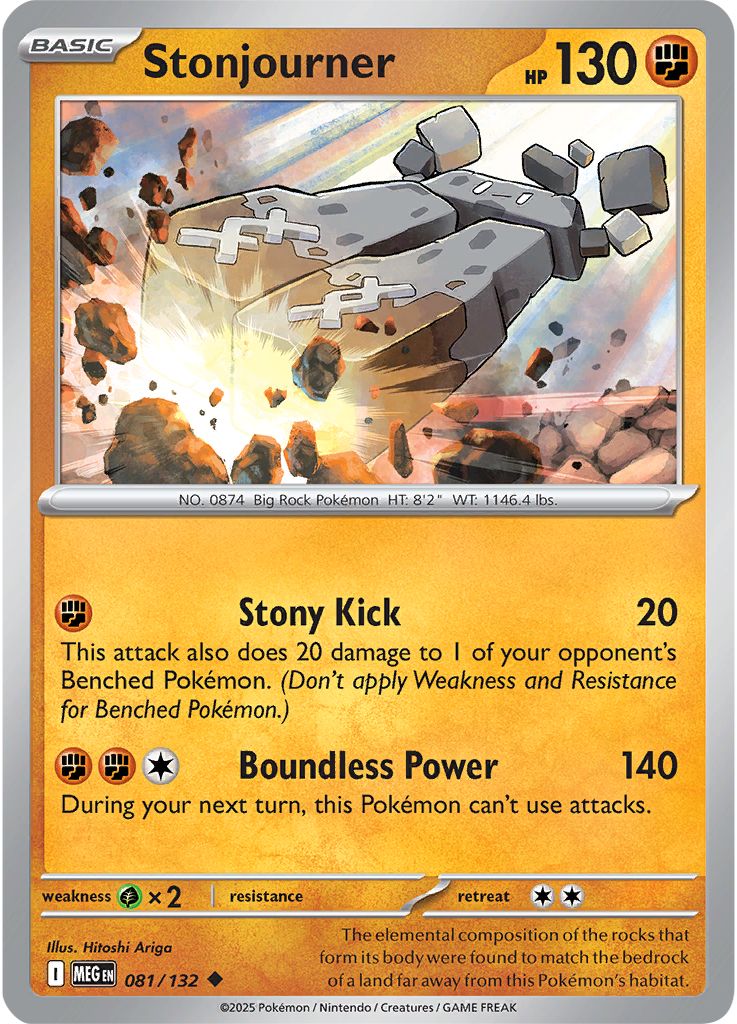 BASIC
Stonjourner
HP 130
NO. 0874 Big Rock Pokémon HT: 8'2" WT: 1146.4 lbs.
Stony Kick 20
This attack also does 20 damage to 1 of your opponent's
Benched Pokémon. (Don't apply Weakness and Resistance
for Benched Pokémon.)
Boundless Power 140
During your next turn, this Pokémon can't use attacks.
weakness ×2 resistance retreat
Illus. Hitoshi Ariga
I MEG EN 081/132
The elemental composition of the rocks that
form its body were found to match the bedrock
of a land far away from this Pokémon's habitat.
©2025 Pokémon / Nintendo / Creatures / GAME FREAK